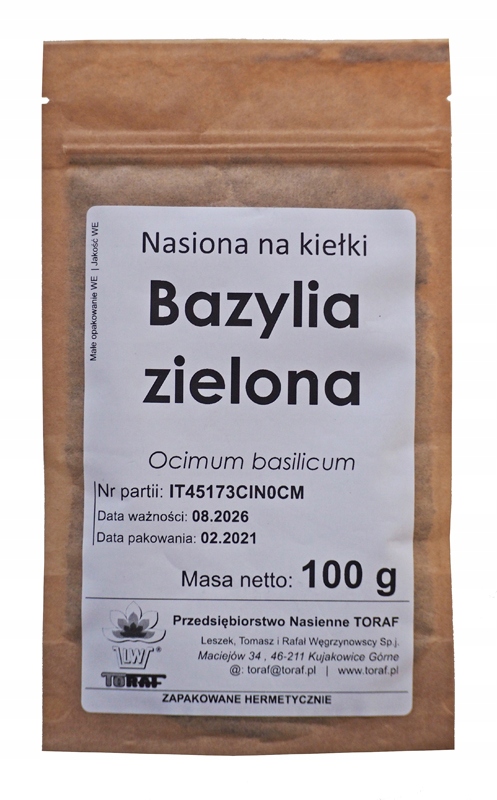 Małe opakowanie WE | Jakość WE
Nasiona na kiełki
Bazylia
zielona
Ocimum basilicum
Nr partii: IT45173CIN0CM
Data ważności: 08.2026
Data pakowania: 02.2021
Masa netto: 100 g
Przedsiębiorstwo Nasienne TORAF
Leszek, Tomasz i Rafał Węgrzynowscy Sp.j.
Maciejów 34 , 46-211 Kujakowice Górne
@: toraf@toraf.pl | www.toraf.pl
TLWT®
TORAF
ZAPAKOWANE HERMETYCZNIE